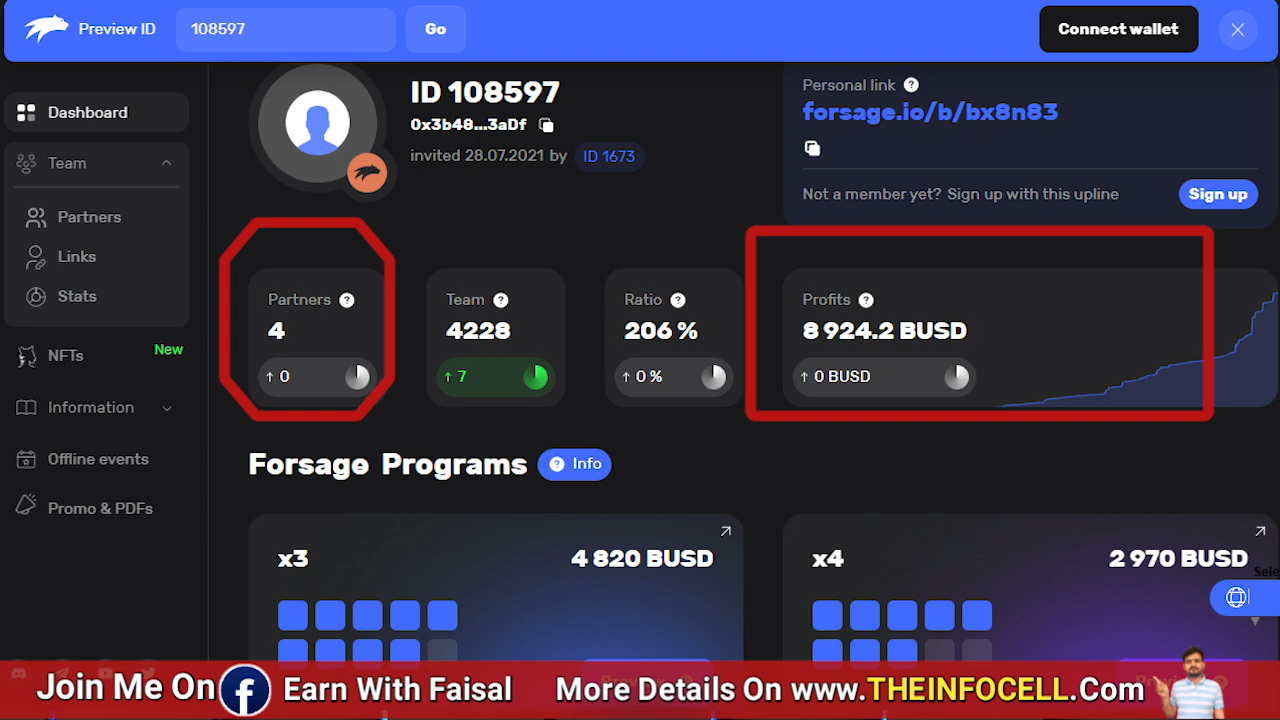 Preview ID
108597
Go
Connect wallet
Dashboard
Team
Partners
Links
Stats
NFTs
New
Information
Offline events
Promo & PDFs
ID 108597
0x3b48...3aDf
invited 28.07.2021 by ID 1673
Personal link ?
forsage.io/b/bx8n83
Not a member yet? Sign up with this upline
Sign up
Partners ?
4
↑ 0
Team ?
4228
↑ 7
Ratio ?
206 %
↑ 0 %
Profits ?
8 924.2 BUSD
↑ 0 BUSD
Forsage Programs
? Info
x3
4 820 BUSD
x4
2 970 BUSD
Sele
Join Me On f Earn With Faisal More Details On www.THEINFOCELL.Com